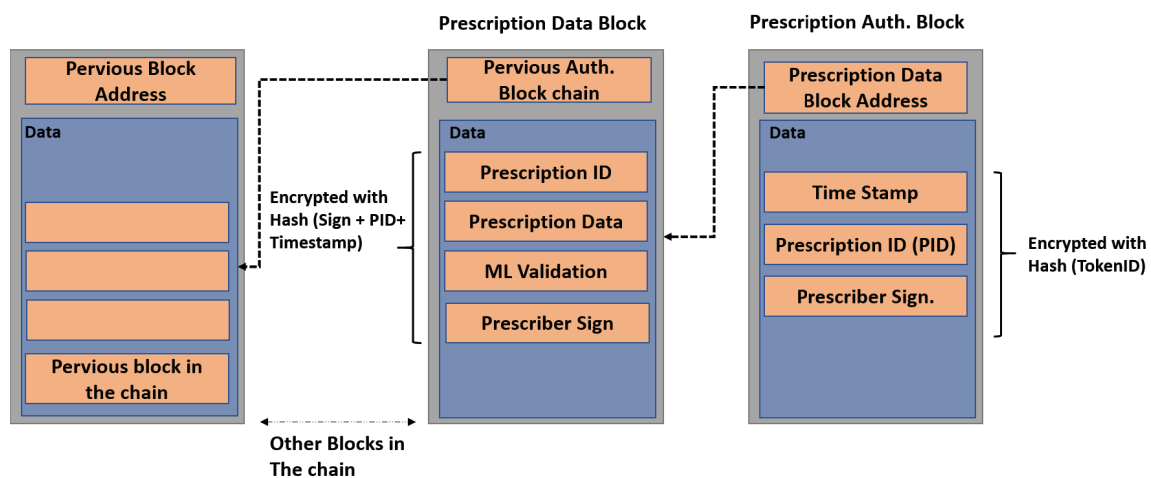 Prescription Data Block
Prescription Auth. Block
Pervious Block
Address
Data
Pervious block in
the chain
Encrypted with
Hash (Sign + PID+
Timestamp)
Other Blocks in
The chain
Pervious Auth.
Block chain
Data
Prescription ID
Prescription Data
ML Validation
Prescriber Sign
Prescription Data
Block Address
Data
Time Stamp
Prescription ID (PID)
Prescriber Sign.
Encrypted with
Hash (TokenID)